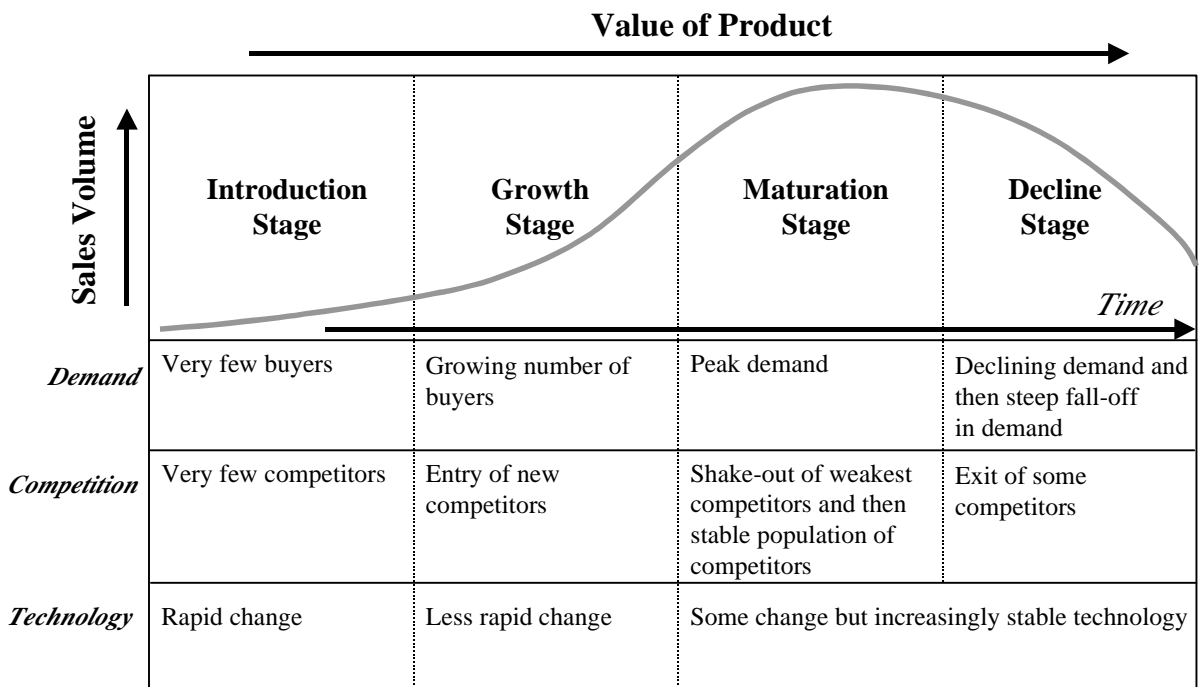 Value of Product
Sales Volume
Introduction
Stage
Growth
Stage
Maturation
Stage
Decline
Stage
Time
Demand
Very few buyers
Growing number of
buyers
Peak demand
Declining demand and
then steep fall-off
in demand
Competition
Very few competitors
Entry of new
competitors
Shake-out of weakest
competitors and then
stable population of
competitors
Exit of some
competitors
Technology
Rapid change
Less rapid change
Some change but increasingly stable technology